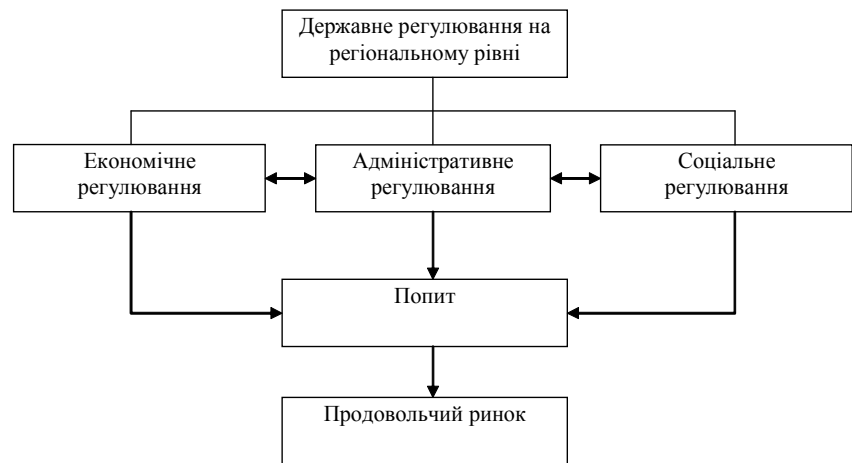 Державне регулювання на
регіональному рівні
Економічне
регулювання
Адміністративне
регулювання
Соціальне
регулювання
Попит
Продовольчий ринок